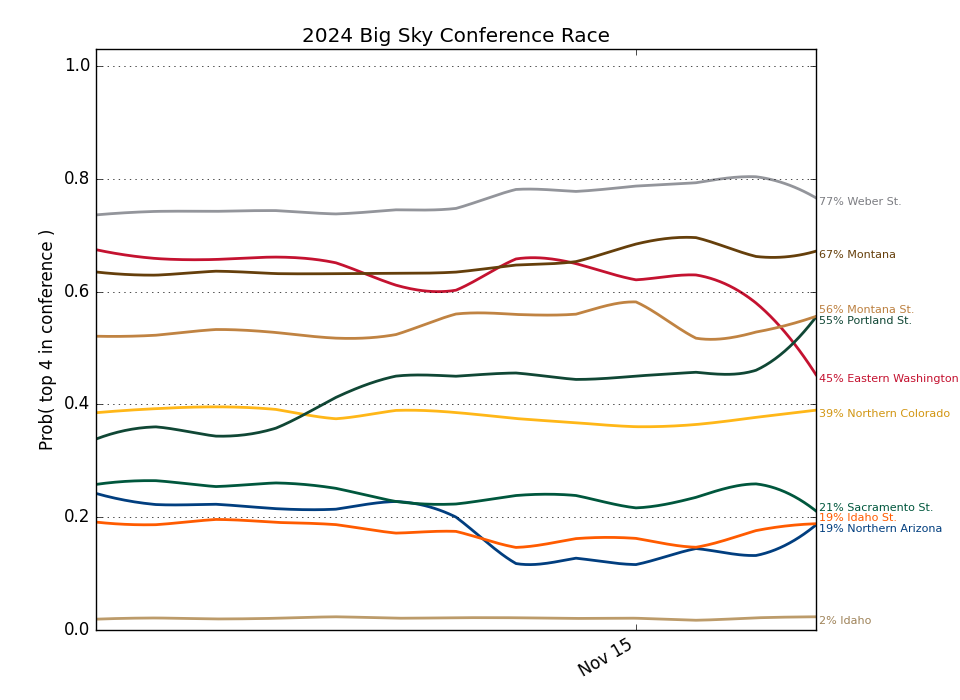 2024 Big Sky Conference Race
Prob( top 4 in conference )
1.0
0.8
0.6
0.4
0.2
0.0
Nov 15
77% Weber St.
67% Montana
56% Montana St.
55% Portland St.
45% Eastern Washington
39% Northern Colorado
21% Sacramento St.
19% Idaho St.
19% Northern Arizona
2% Idaho